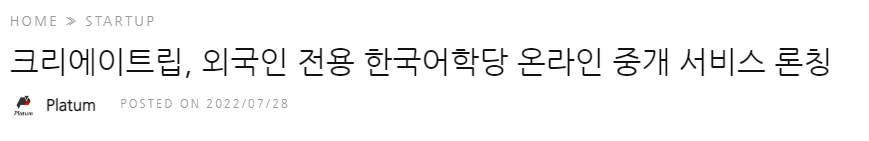 HOME ≫ STARTUP
크리에이트립, 외국인 전용 한국어학당 온라인 중개 서비스 론칭
Platum Platum POSTED ON 2022/07/28